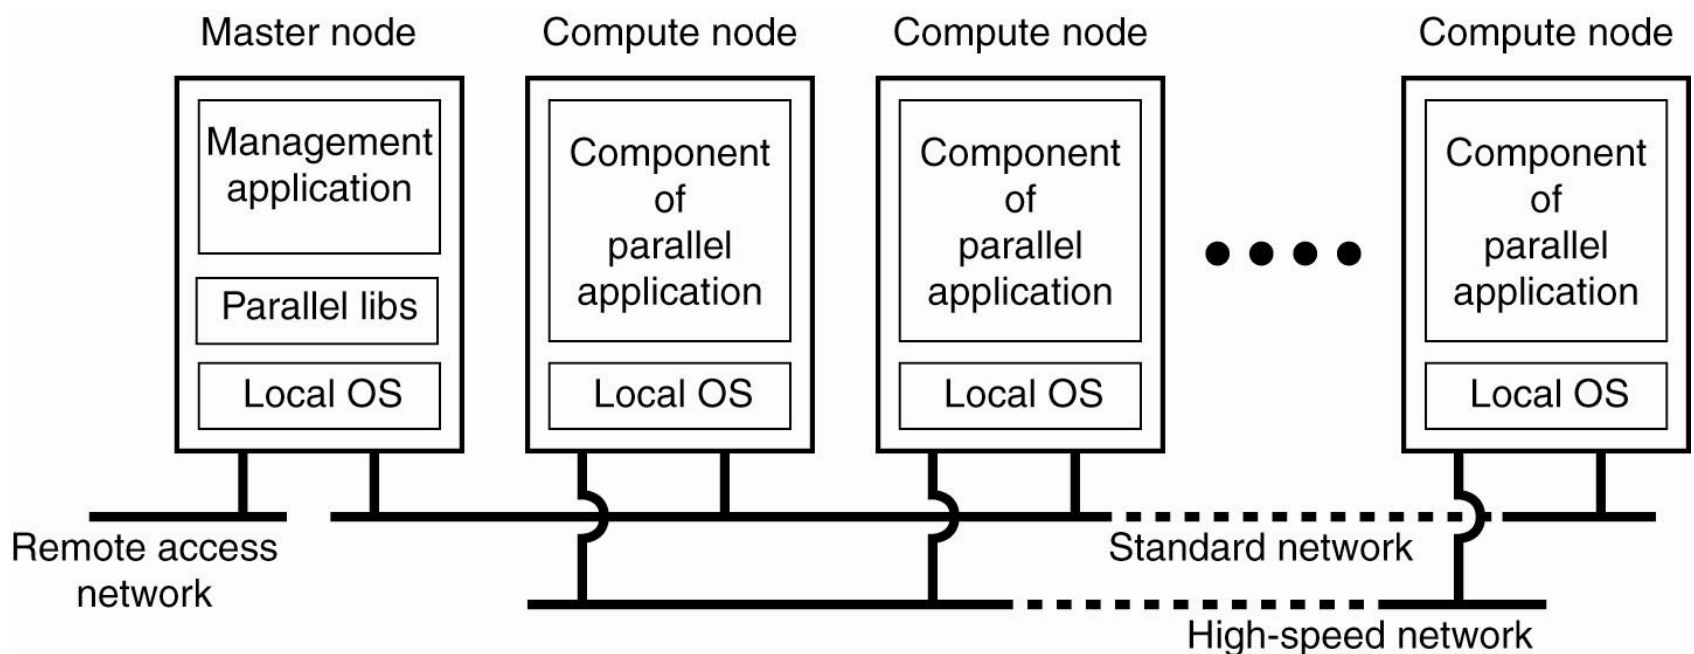 Master node
Compute node
Compute node
Compute node
Management
application
Parallel libs
Local OS
Component
of
parallel
application
Local OS
Component
of
parallel
application
Local OS
Component
of
parallel
application
Local OS
Remote access
network
Standard network
High-speed network